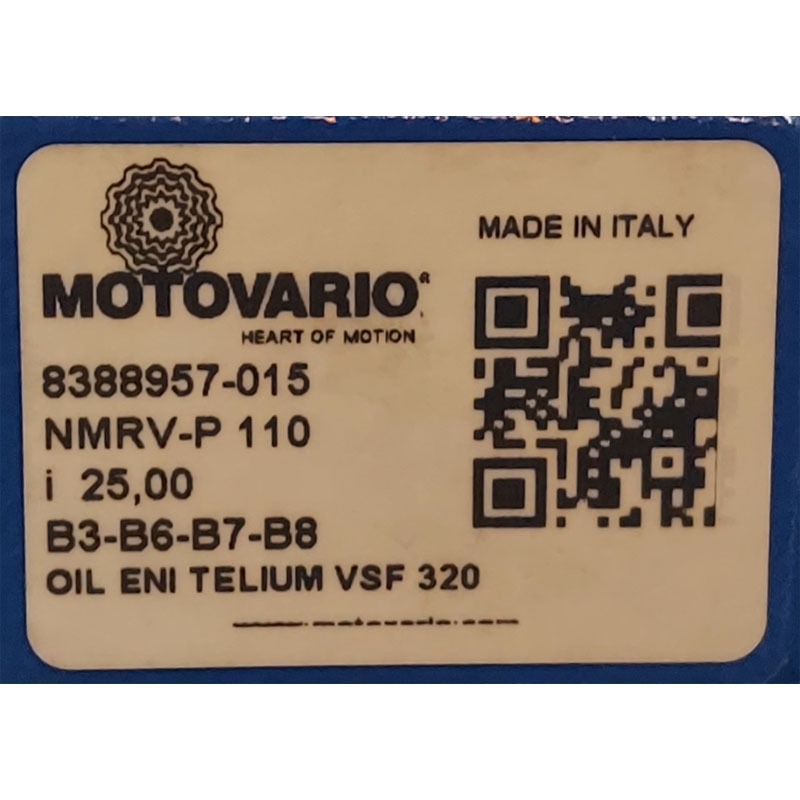 MOTOVARIO®
HEART OF MOTION
8388957-015
NMRV-P 110
i 25,00
B3-B6-B7-B8
OIL ENI TELIUM VSF 320
MADE IN ITALY